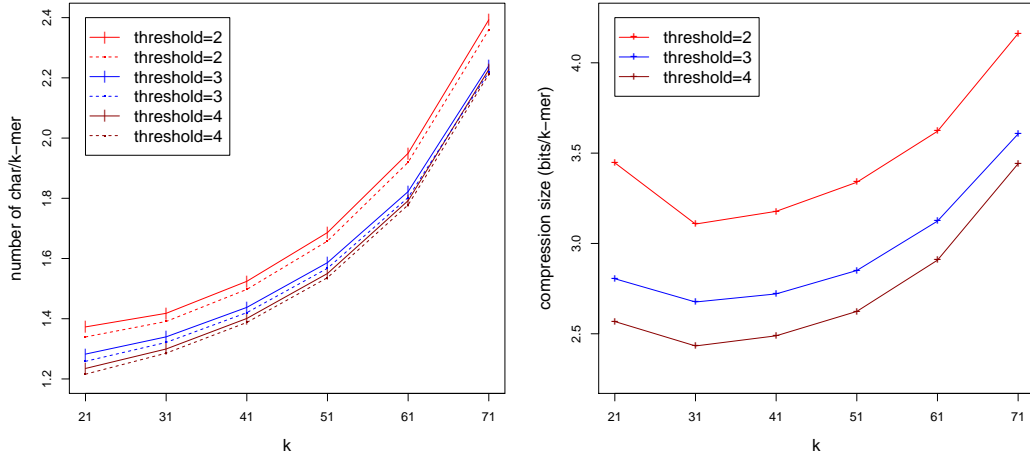 number of char/k−mer
2.4
2.2
2.0
1.8
1.6
1.4
1.2
threshold=2
threshold=2
threshold=3
threshold=3
threshold=4
threshold=4
21 31 41 51 61 71
k
compression size (bits/k−mer)
4.0
3.5
3.0
2.5
threshold=2
threshold=3
threshold=4
21 31 41 51 61 71
k